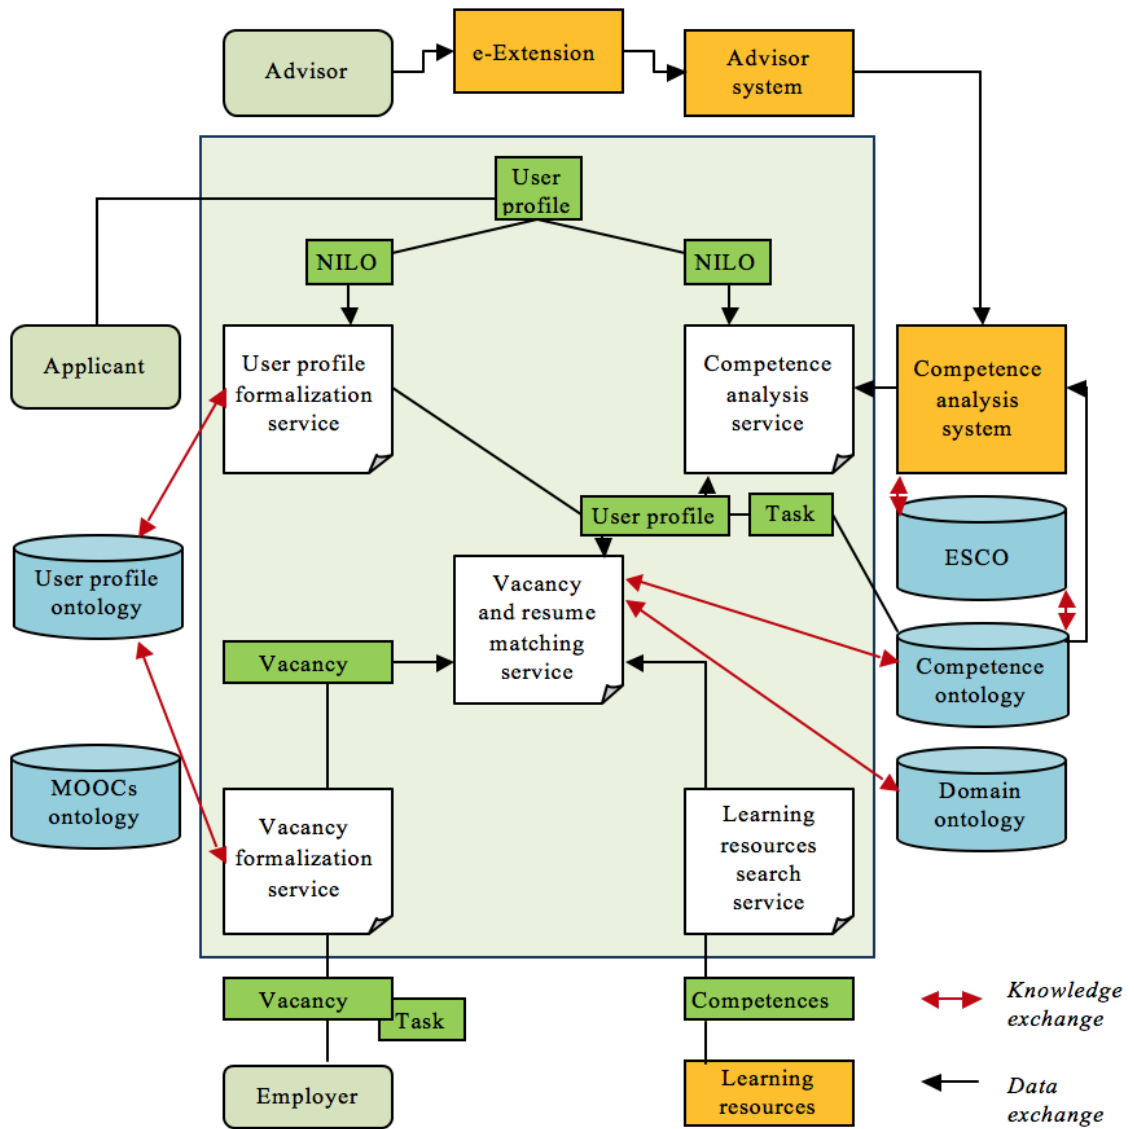 Advisor
e-Extension
Advisor
system
User
profile
NILO
NILO
Applicant
User profile
formalization
service
Competence
analysis
service
Competence
analysis
system
User profile
Task
ESCO
User profile
ontology
Vacancy
and resume
matching
service
Vacancy
Competence
ontology
MOOCs
ontology
Vacancy
formalization
service
Learning
resources
search
service
Domain
ontology
Vacancy
Task
Competences
Knowledge
exchange
Employer
Learning
resources
Data
exchange